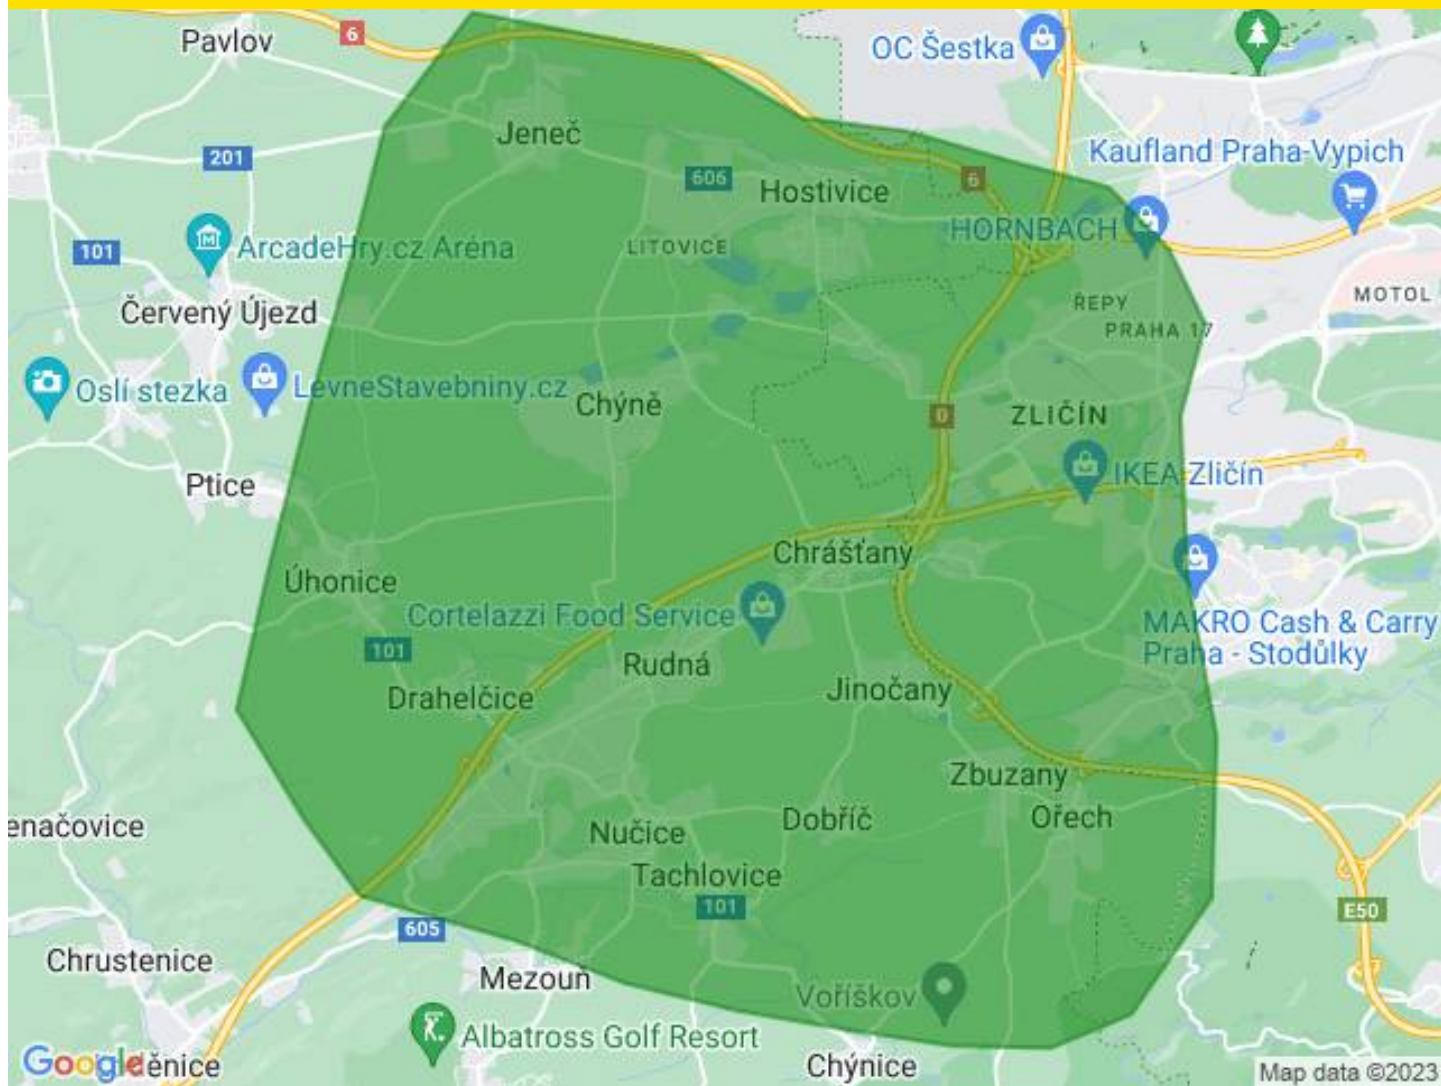 Pavlov
6
OC Šestka
Jeneč
201
606
Hostivice
6
Kaufland Praha-Vypich
HORNBACH
101
ArcadeHry.cz Aréna
LITOVICE
MOTOL
Červený Újezd
ŘEPY
PRAHA 17
Oslí stezka
LevneStavebniny.cz
Chýně
0
ZLIČÍN
Ptice
IKEA Zličín
Chrášťany
Úhonice
Cortelazzi Food Service
MAKRO Cash & Carry
Praha - Stodůlky
101
Rudná
Drahelčice
Jinočany
Zbuzany
enačovice
Nučice
Dobříč
Ořech
Tachlovice
101
E50
605
Chrustenice
Mezouň
Voříškov
Albatross Golf Resort
Google
ěnice
Chýnice
Map data ©2023